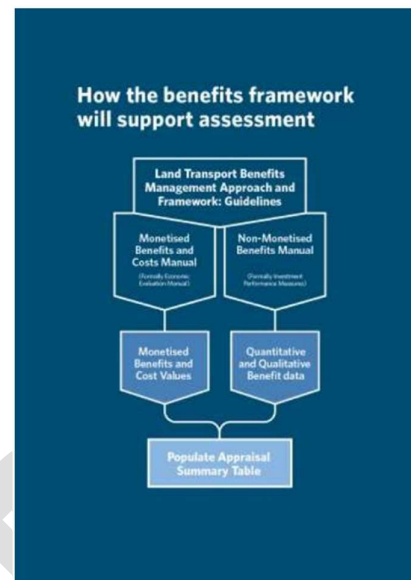 How the benefits framework
will support assessment
Land Transport Benefits
Management Approach and
Framework: Guidelines
Monetised
Benefits and
Costs Manual
(Formally Economic
Evaluation Manual)
Non-Monetised
Benefits Manual
(Formally Investment
Performance Measures)
Monetised
Benefits and
Cost Values
Quantitative
and Qualitative
Benefit data
Populate Appraisal
Summary Table